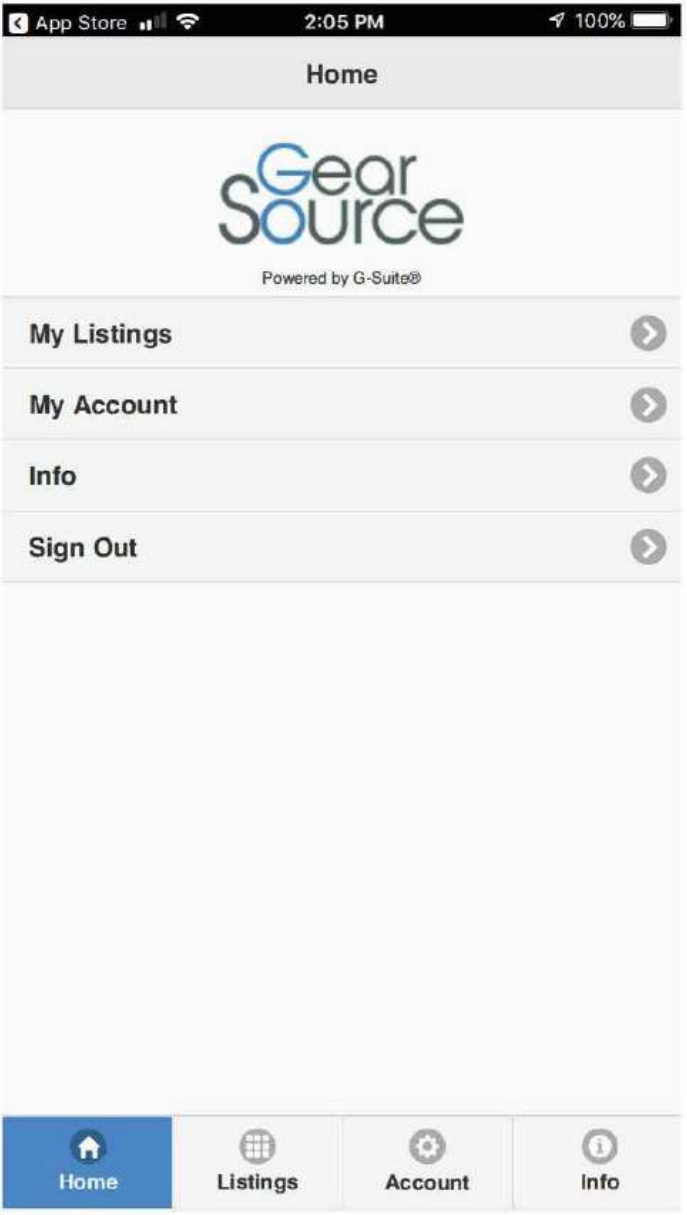 App Store 2:05 PM 100%
Home
Gear
Source
Powered by G-Suite®
My Listings
My Account
Info
Sign Out
Home Listings Account Info